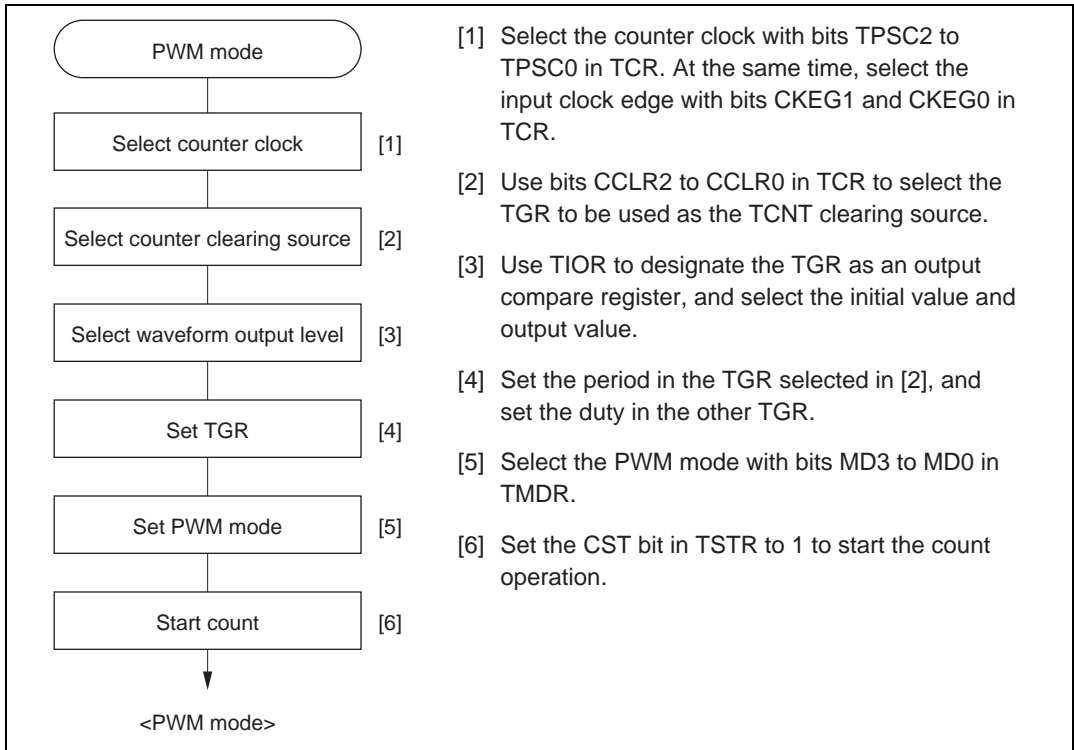 PWM mode
Select counter clock [1]
Select counter clearing source [2]
Select waveform output level [3]
Set TGR [4]
Set PWM mode [5]
Start count [6]
<PWM mode>
[1] Select the counter clock with bits TPSC2 to
TPSC0 in TCR. At the same time, select the
input clock edge with bits CKEG1 and CKEG0 in
TCR.
[2] Use bits CCLR2 to CCLR0 in TCR to select the
TGR to be used as the TCNT clearing source.
[3] Use TIOR to designate the TGR as an output
compare register, and select the initial value and
output value.
[4] Set the period in the TGR selected in [2], and
set the duty in the other TGR.
[5] Select the PWM mode with bits MD3 to MD0 in
TMDR.
[6] Set the CST bit in TSTR to 1 to start the count
operation.